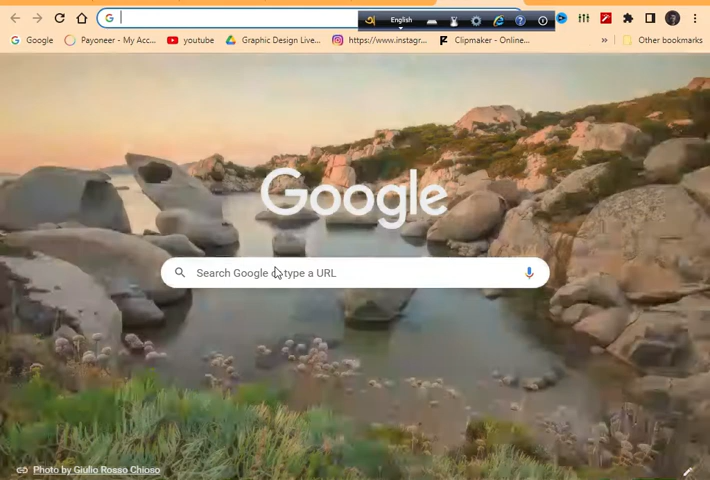 English
Google
Payoneer - My Acc...
youtube
Graphic Design Live...
https://www.instagr...
Clipmaker - Online...
»
Other bookmarks
Google
Search Google or type a URL
Photo by Giulio Rosso Chioso